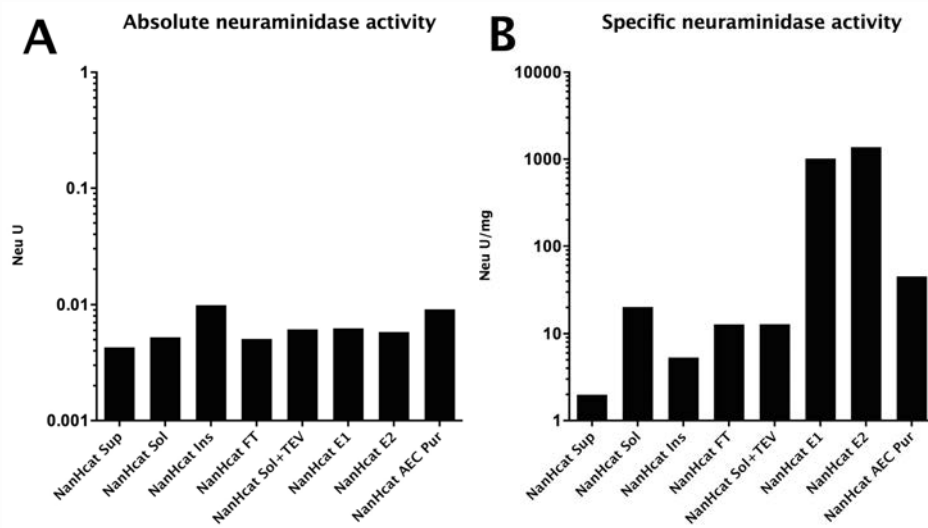 A
Absolute neuraminidase activity
Neu U
1
0.1
0.01
0.001
NanHcat Sup
NanHcat Sol
NanHcat Ins
NanHcat FT
NanHcat Sol+TEV
NanHcat E1
NanHcat E2
NanHcat AEC Pur
B
Specific neuraminidase activity
Neu U/mg
10000
1000
100
10
1
NanHcat Sup
NanHcat Sol
NanHcat Ins
NanHcat FT
NanHcat Sol+TEV
NanHcat E1
NanHcat E2
NanHcat AEC Pur